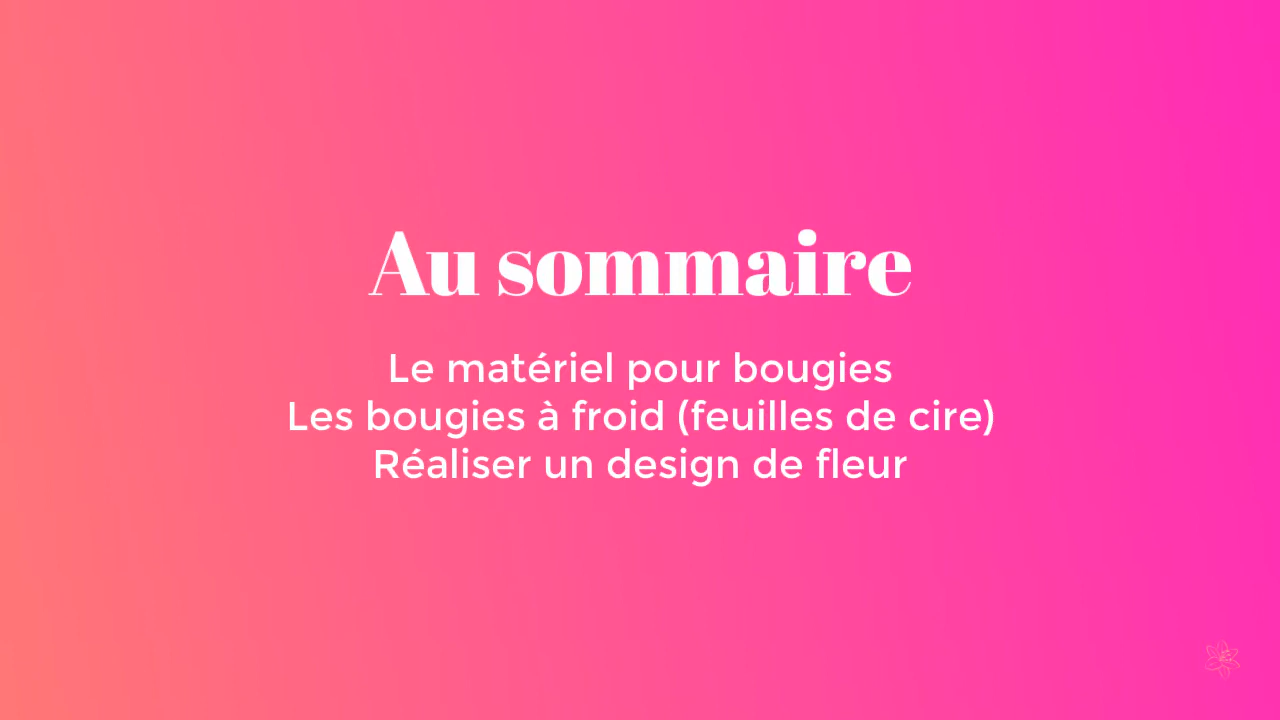 Au sommaire
Le matériel pour bougies
Les bougies à froid (feuilles de cire)
Réaliser un design de fleur